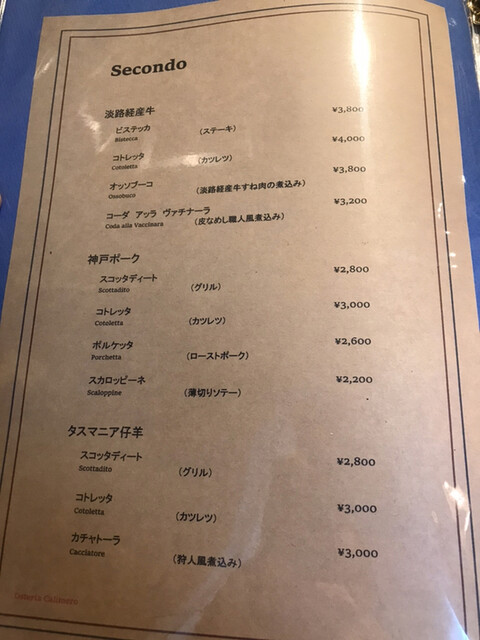 Secondo
淡路経産牛
ビステッカ (ステーキ) ¥3,800
Bistecca
コトレッタ (カツレツ) ¥4,000
Cotoletta
オッソブーコ (淡路経産牛すね肉の煮込み) ¥3,800
Ossobuco
コーダ アッラ ヴァチナーラ (皮なめし職人風煮込み) ¥3,200
Coda alla Vaccinara
神戸ポーク
スコッタディート (グリル) ¥2,800
Scottadito
コトレッタ (カツレツ) ¥3,000
Cotoletta
ポルケッタ (ローストポーク) ¥2,600
Porchetta
スカロッピーネ (薄切りソテー) ¥2,200
Scaloppine
タスマニア仔羊
スコッタディート (グリル) ¥2,800
Scottadito
コトレッタ (カツレツ) ¥3,000
Cotoletta
カチャトーラ (狩人風煮込み) ¥3,000
Cacciatore